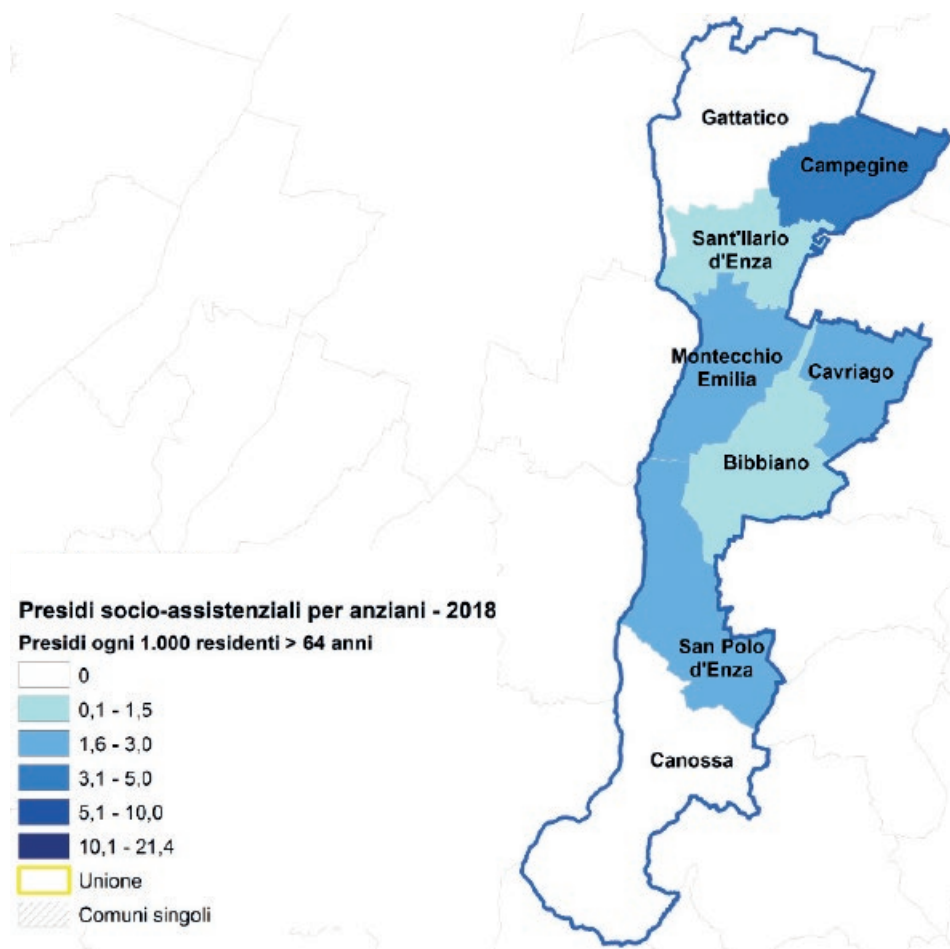 Gattatico
Campegine
Sant'Ilario
d'Enza
Montecchio
Emilia
Cavriago
Bibbiano
San Polo
d'Enza
Canossa
Presidi socio-assistenziali per anziani - 2018
Presidi ogni 1.000 residenti > 64 anni
0
0,1 - 1,5
1,6 - 3,0
3,1 - 5,0
5,1 - 10,0
10,1 - 21,4
Unione
Comuni singoli